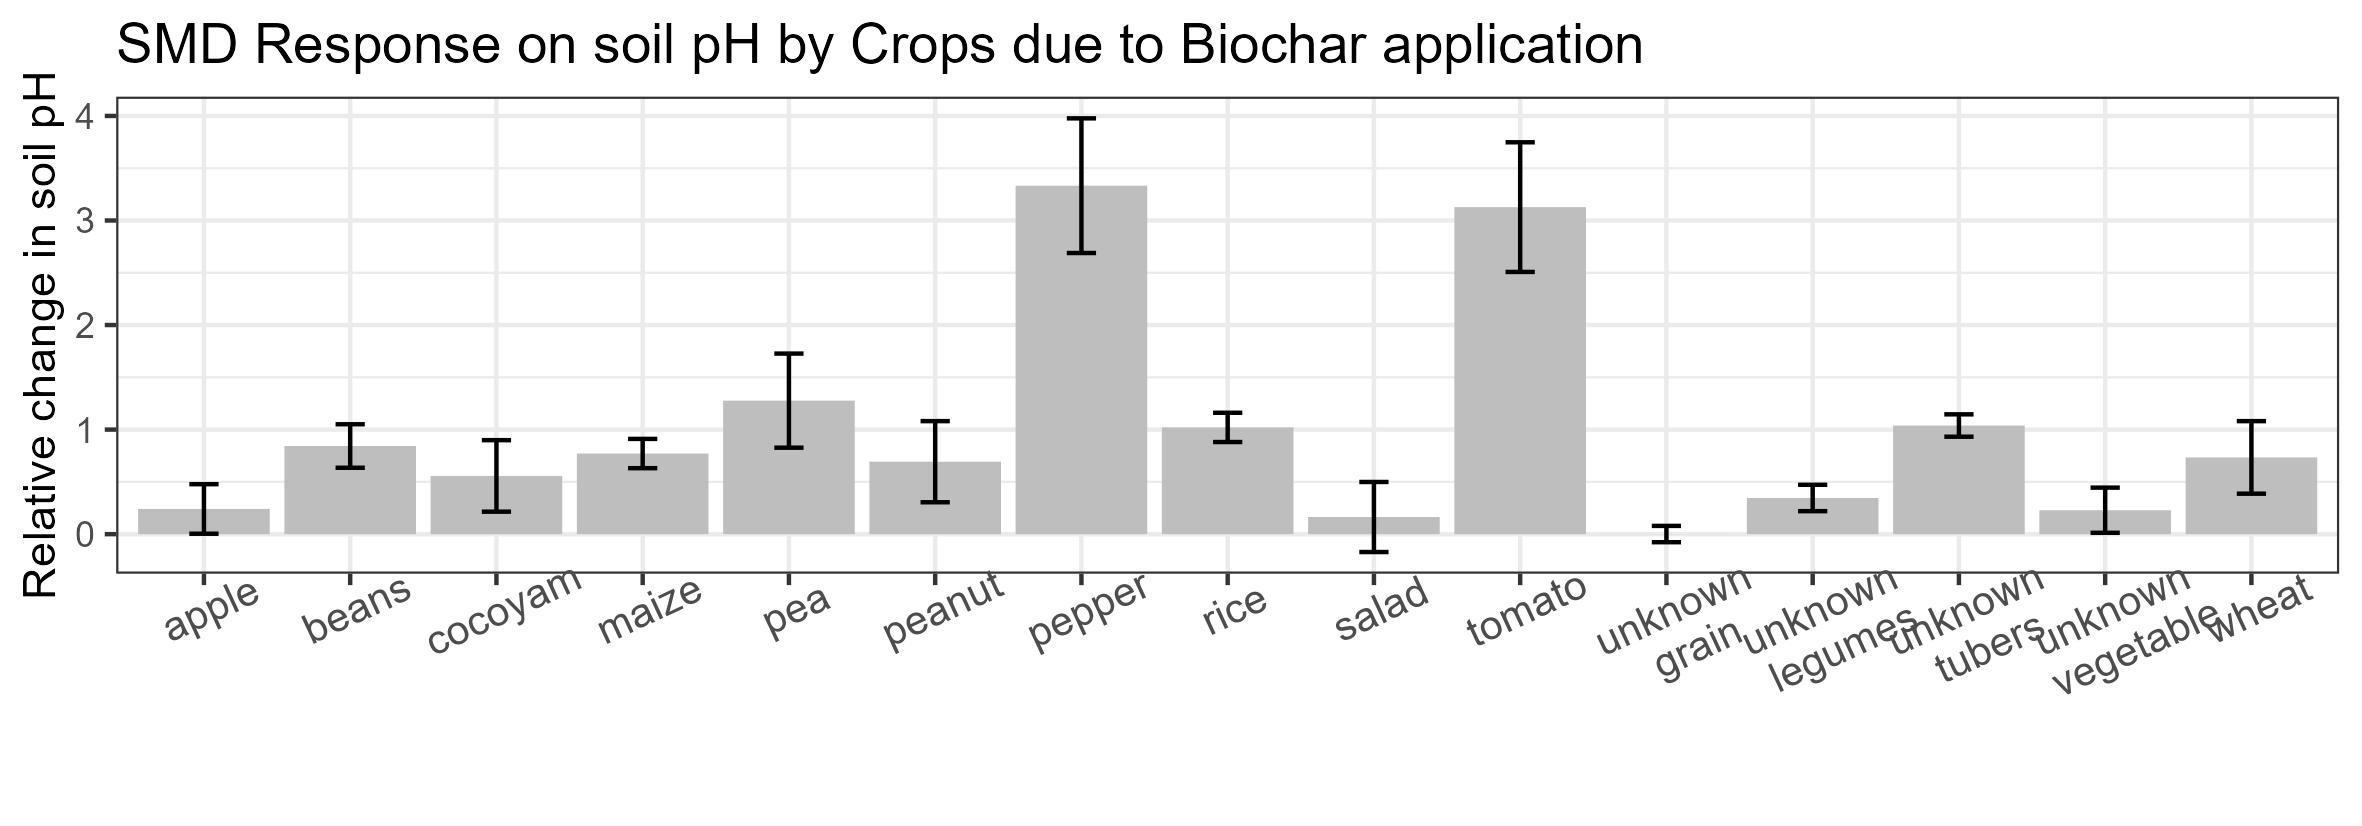 SMD Response on soil pH by Crops due to Biochar application
Relative change in soil pH
4
3
2
1
0
apple
beans
cocoyam
maize
pea
peanut
pepper
rice
salad
tomato
unknown
grain
unknown
legumes
unknown
tubers
unknown
vegetable
wheat